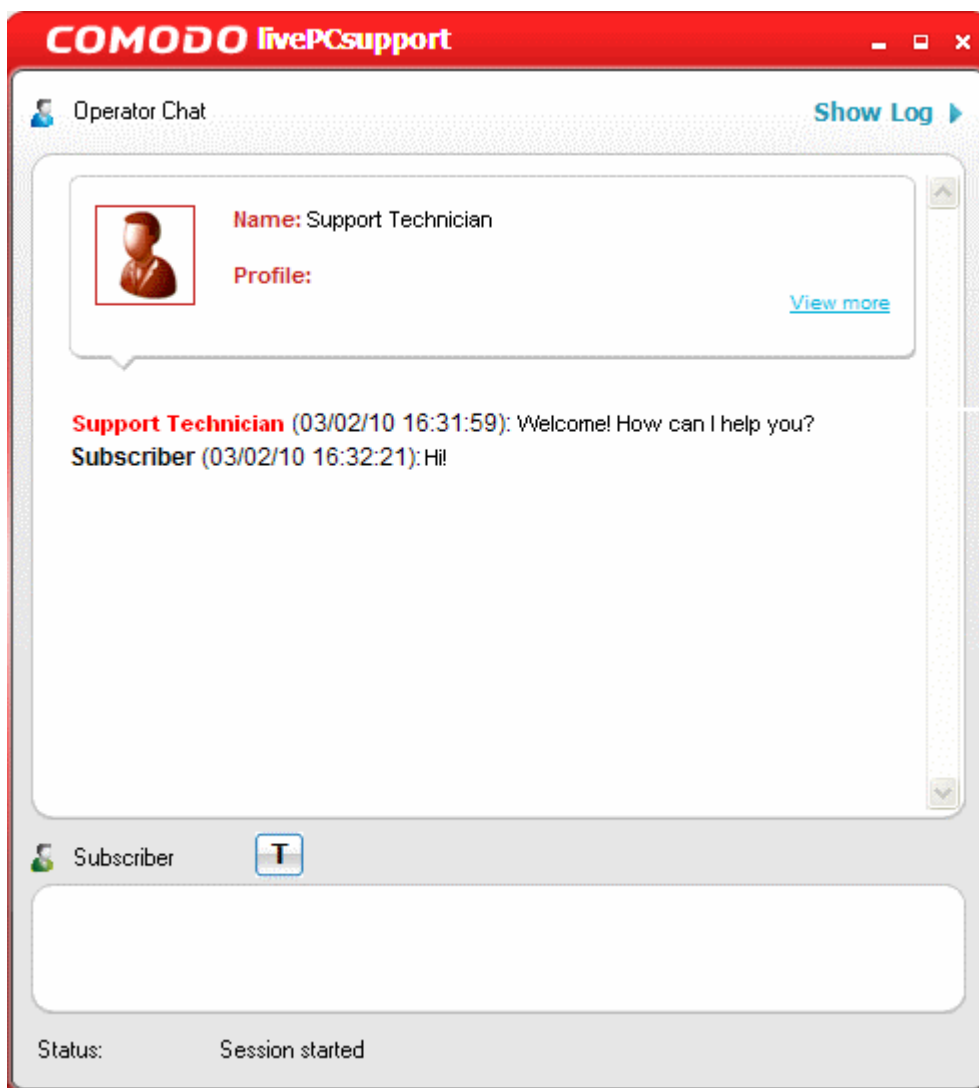 COMODO livePCsupport
Operator Chat
Show Log
Name: Support Technician
Profile:
View more
Support Technician (03/02/10 16:31:59): Welcome! How can I help you?
Subscriber (03/02/10 16:32:21): Hi!
Subscriber
T
Status: Session started